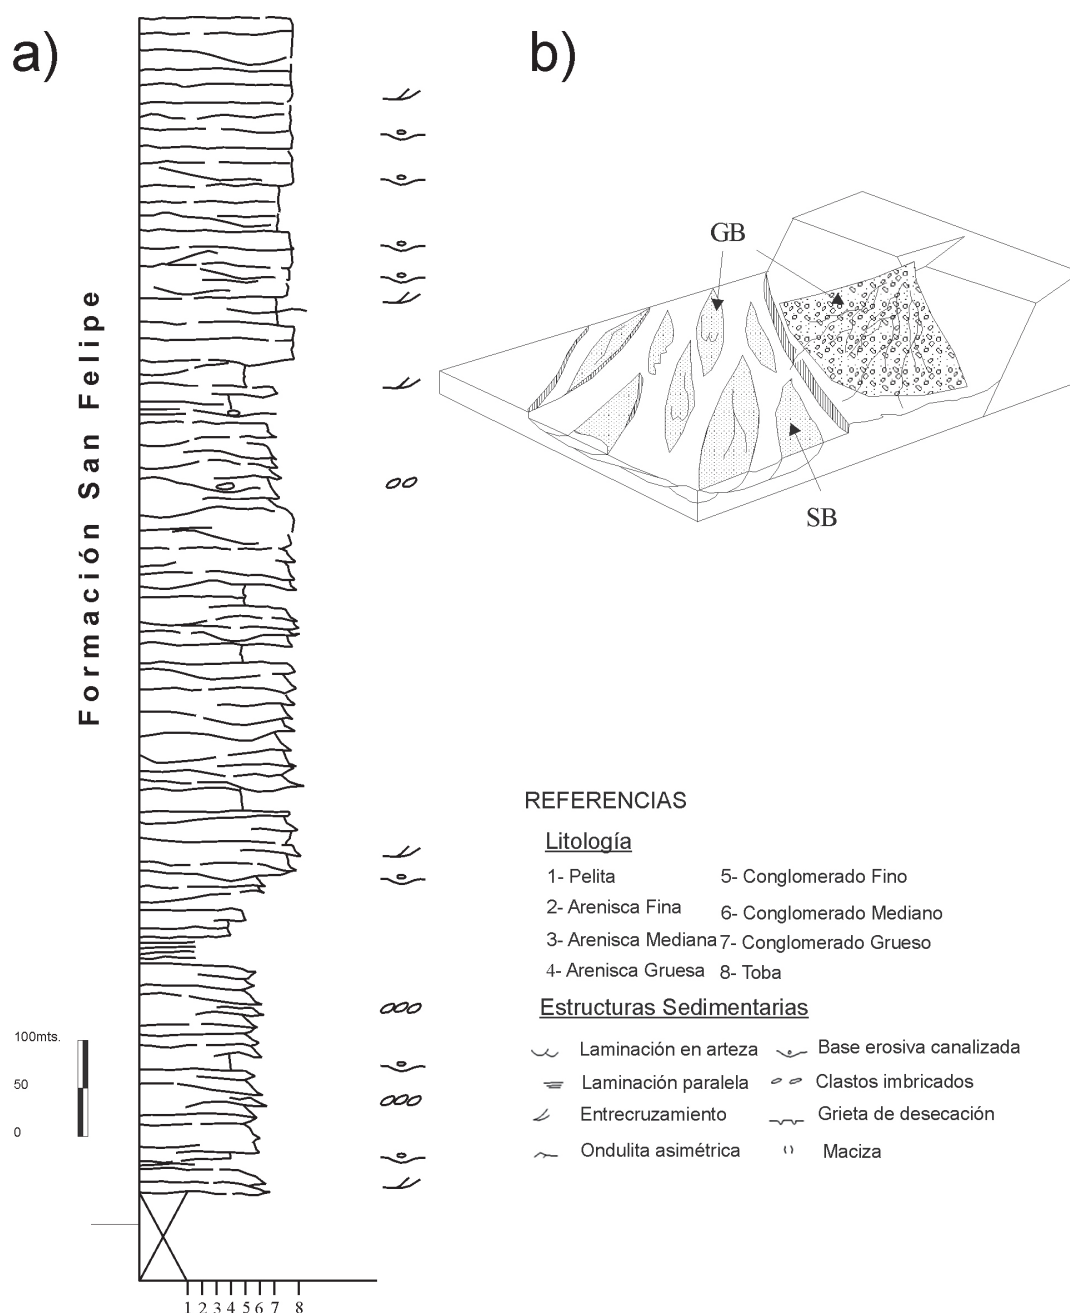 a)
b)
GB
SB
Formación San Felipe
100mts.
50
0
1 2 3 4 5 6 7 8
REFERENCIAS
Litología
1- Pelita
2- Arenisca Fina
3- Arenisca Mediana
4- Arenisca Gruesa
5- Conglomerado Fino
6- Conglomerado Mediano
7- Conglomerado Grueso
8- Toba
Estructuras Sedimentarias
Laminación en arteza
Laminación paralela
Entrecruzamiento
Ondulita asimétrica
Base erosiva canalizada
Clastos imbricados
Grieta de desecación
Maciza